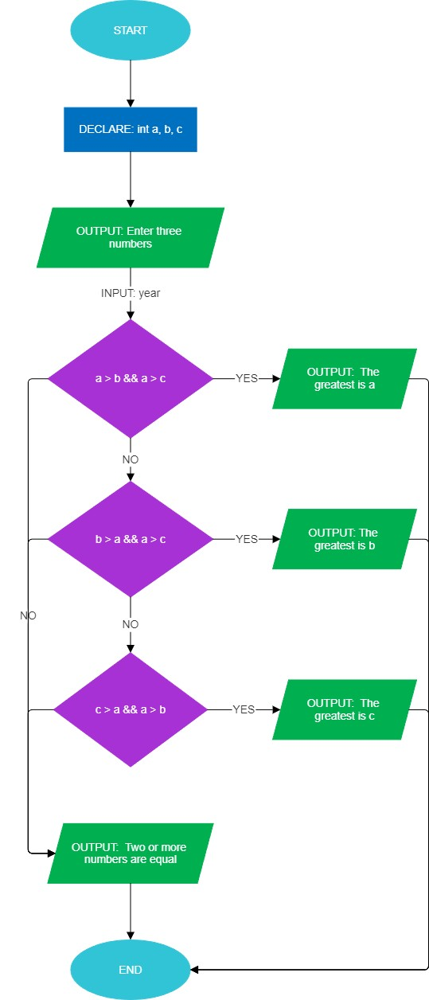 START
DECLARE: int a, b, c
OUTPUT: Enter three
numbers
INPUT: year
a > b && a > c
YES
OUTPUT: The
greatest is a
NO
b > a && a > c
YES
OUTPUT: The
greatest is b
NO
NO
c > a && a > b
YES
OUTPUT: The
greatest is c
OUTPUT: Two or more
numbers are equal
END